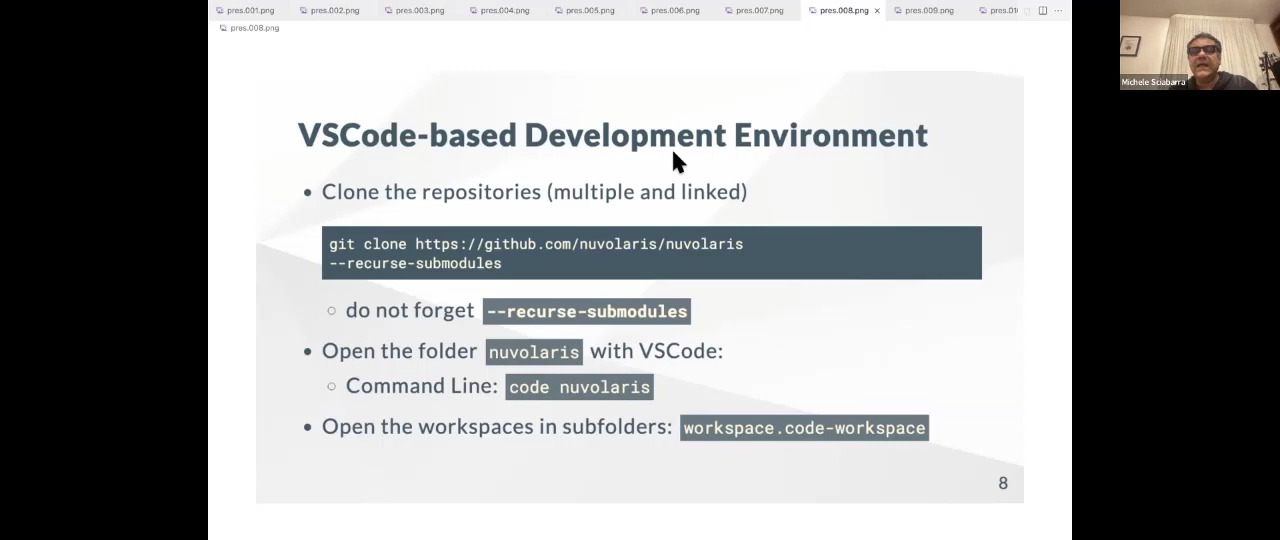 pres.001.png pres.002.png pres.003.png pres.004.png pres.005.png pres.006.png pres.007.png pres.008.png × pres.009.png pres.010
pres.008.png
Michele Sciabarra
VSCode-based Development Environment
• Clone the repositories (multiple and linked)
git clone https://github.com/nuvolaris/nuvolaris
--recurse-submodules
○ do not forget --recurse-submodules
• Open the folder nuvolaris with VSCode:
○ Command Line: code nuvolaris
• Open the workspaces in subfolders: workspace.code-workspace
8